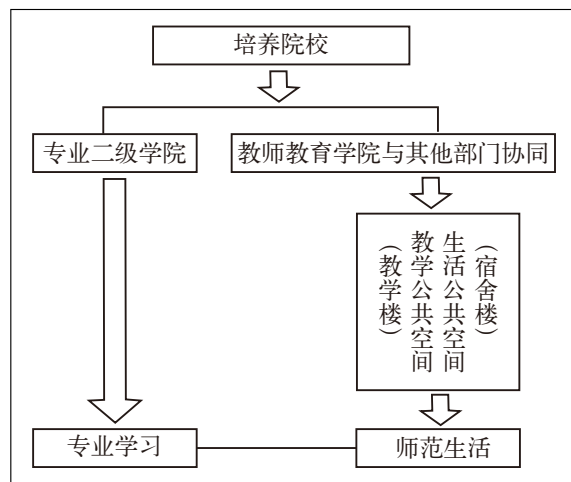 培养院校
专业二级学院
教师教育学院与其他部门协同
（宿舍楼）
生活公共空间
教学公共空间
（教学楼）
专业学习
师范生活